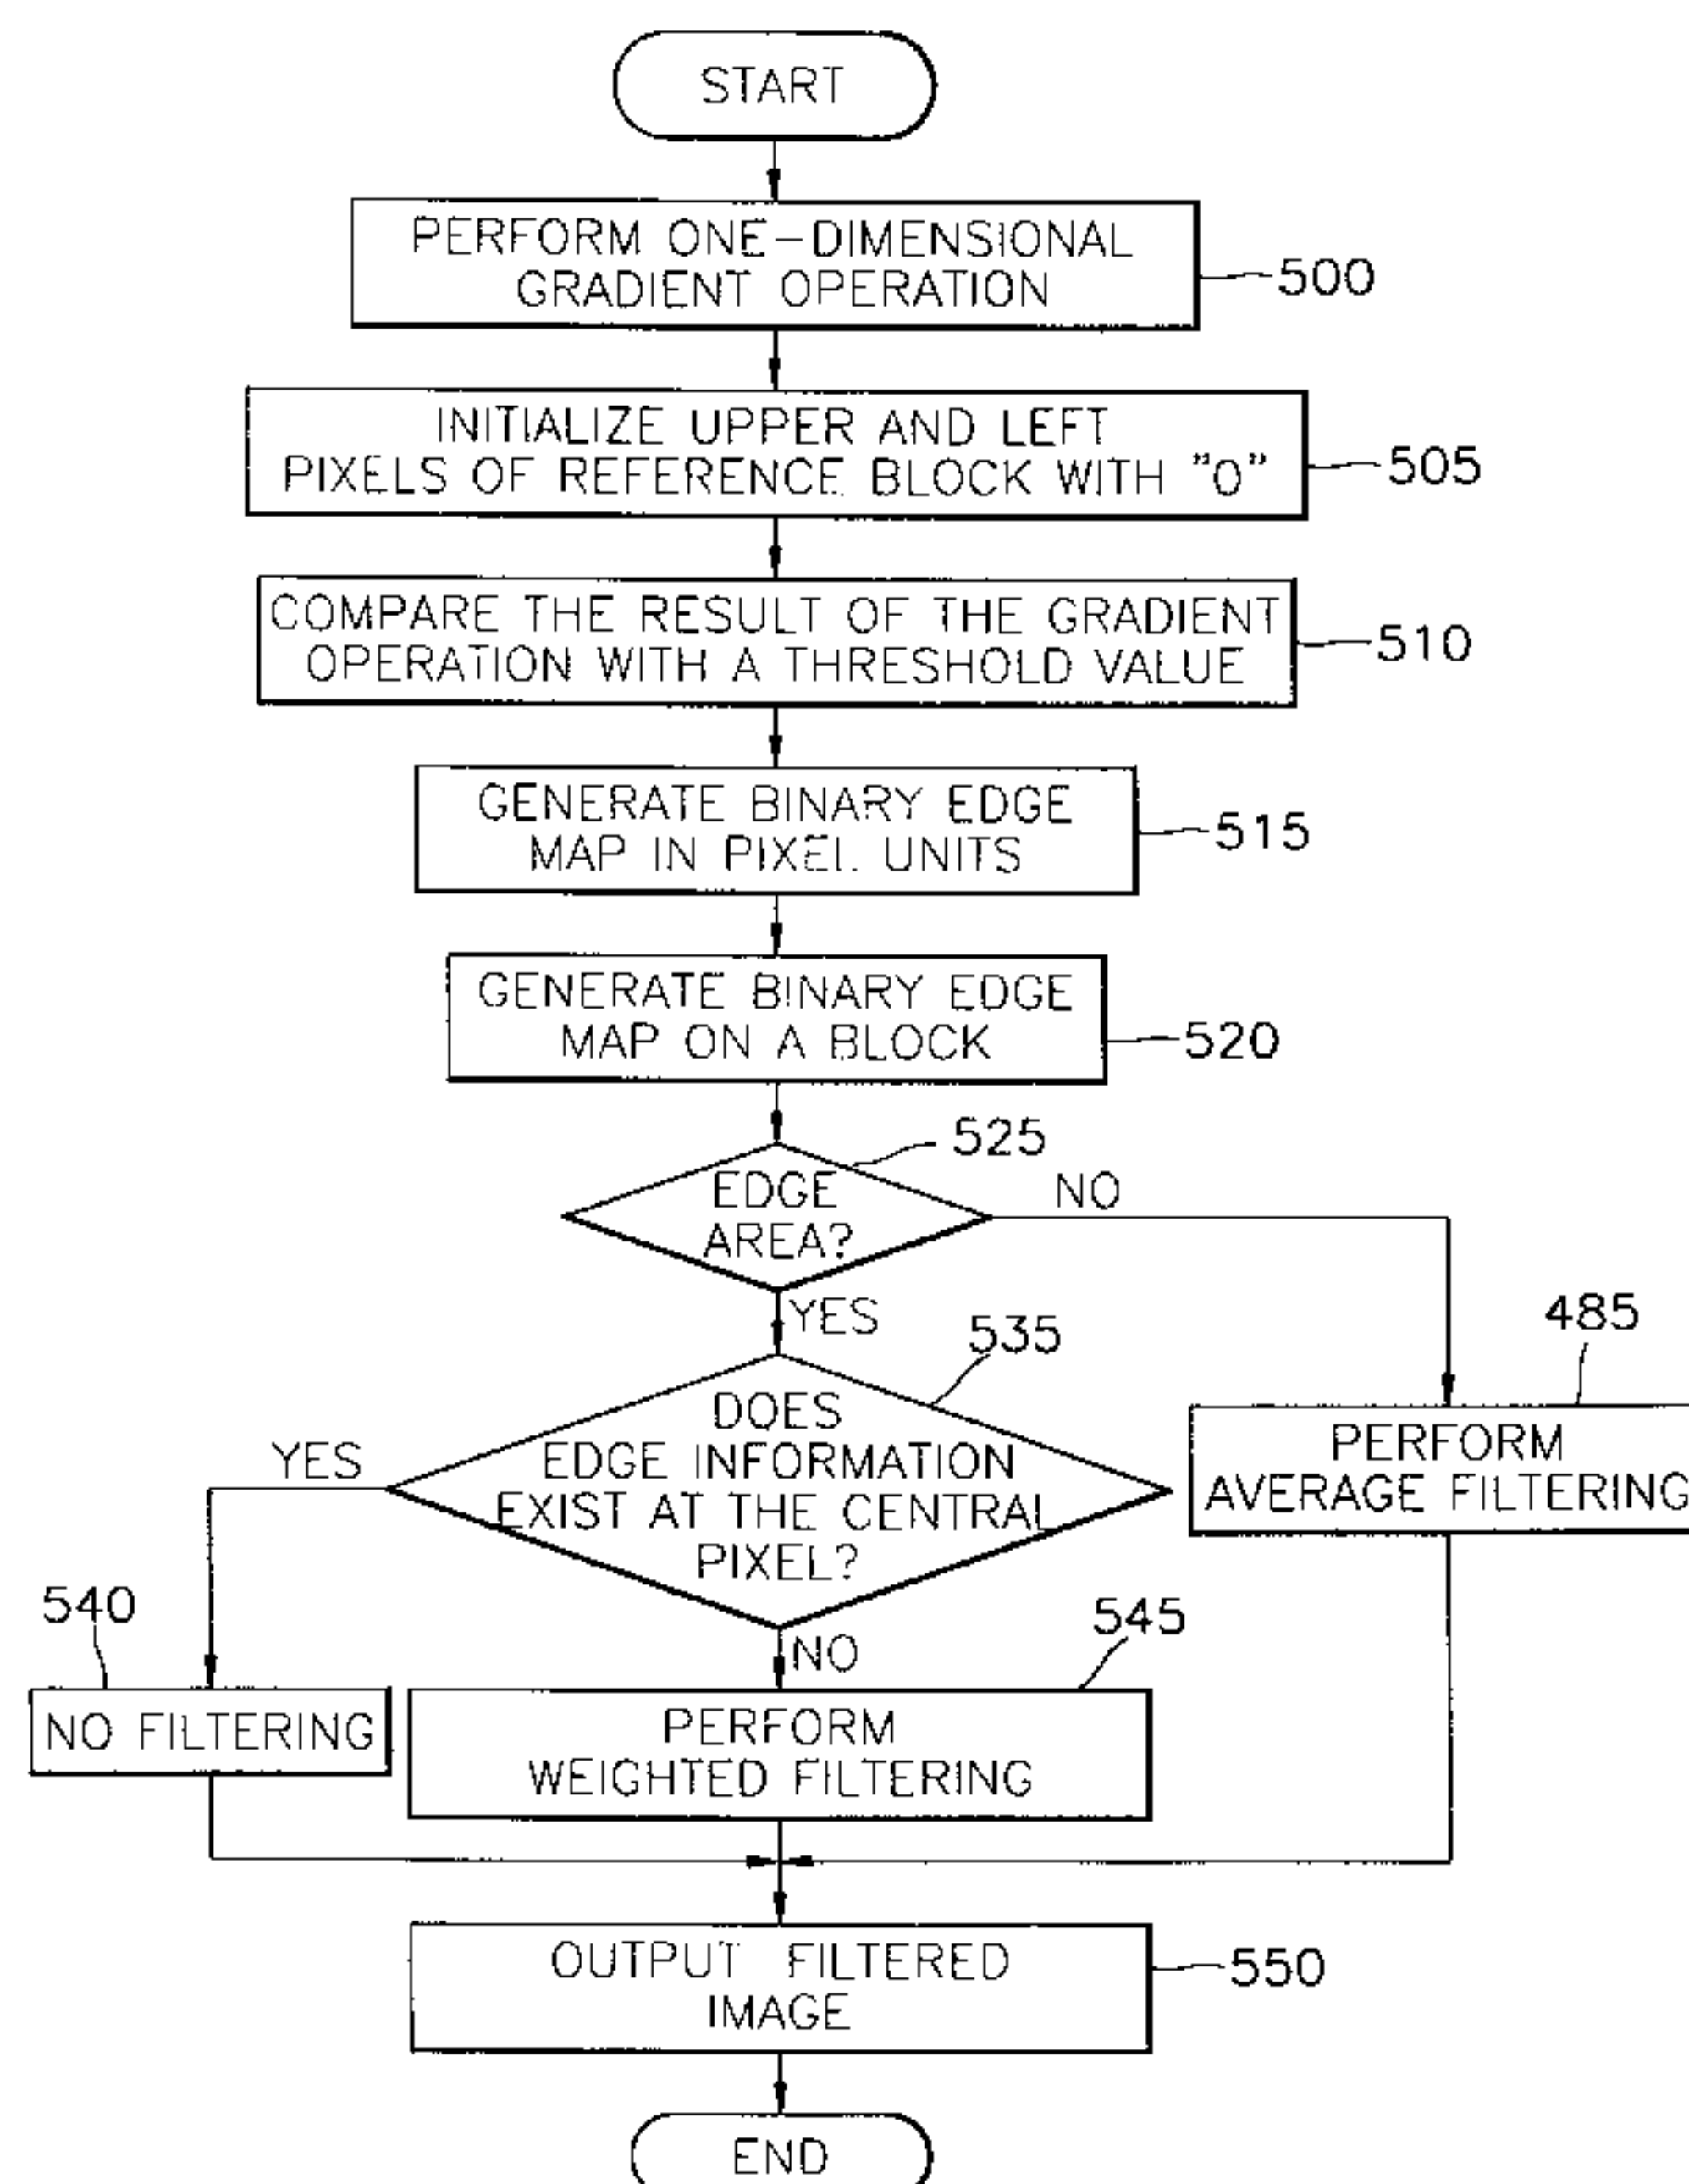 START
PERFORM ONE-DIMENSIONAL
GRADIENT OPERATION
500
INITIALIZE UPPER AND LEFT
PIXELS OF REFERENCE BLOCK WITH "0"
505
COMPARE THE RESULT OF THE GRADIENT
OPERATION WITH A THRESHOLD VALUE
510
GENERATE BINARY EDGE
MAP IN PIXEL UNITS
515
GENERATE BINARY EDGE
MAP ON A BLOCK
520
525
EDGE
AREA?
NO
YES
535
485
DOES
EDGE INFORMATION
EXIST AT THE CENTRAL
PIXEL?
YES
PERFORM
AVERAGE FILTERING
540
NO
545
NO FILTERING
PERFORM
WEIGHTED FILTERING
OUTPUT FILTERED
IMAGE
550
END